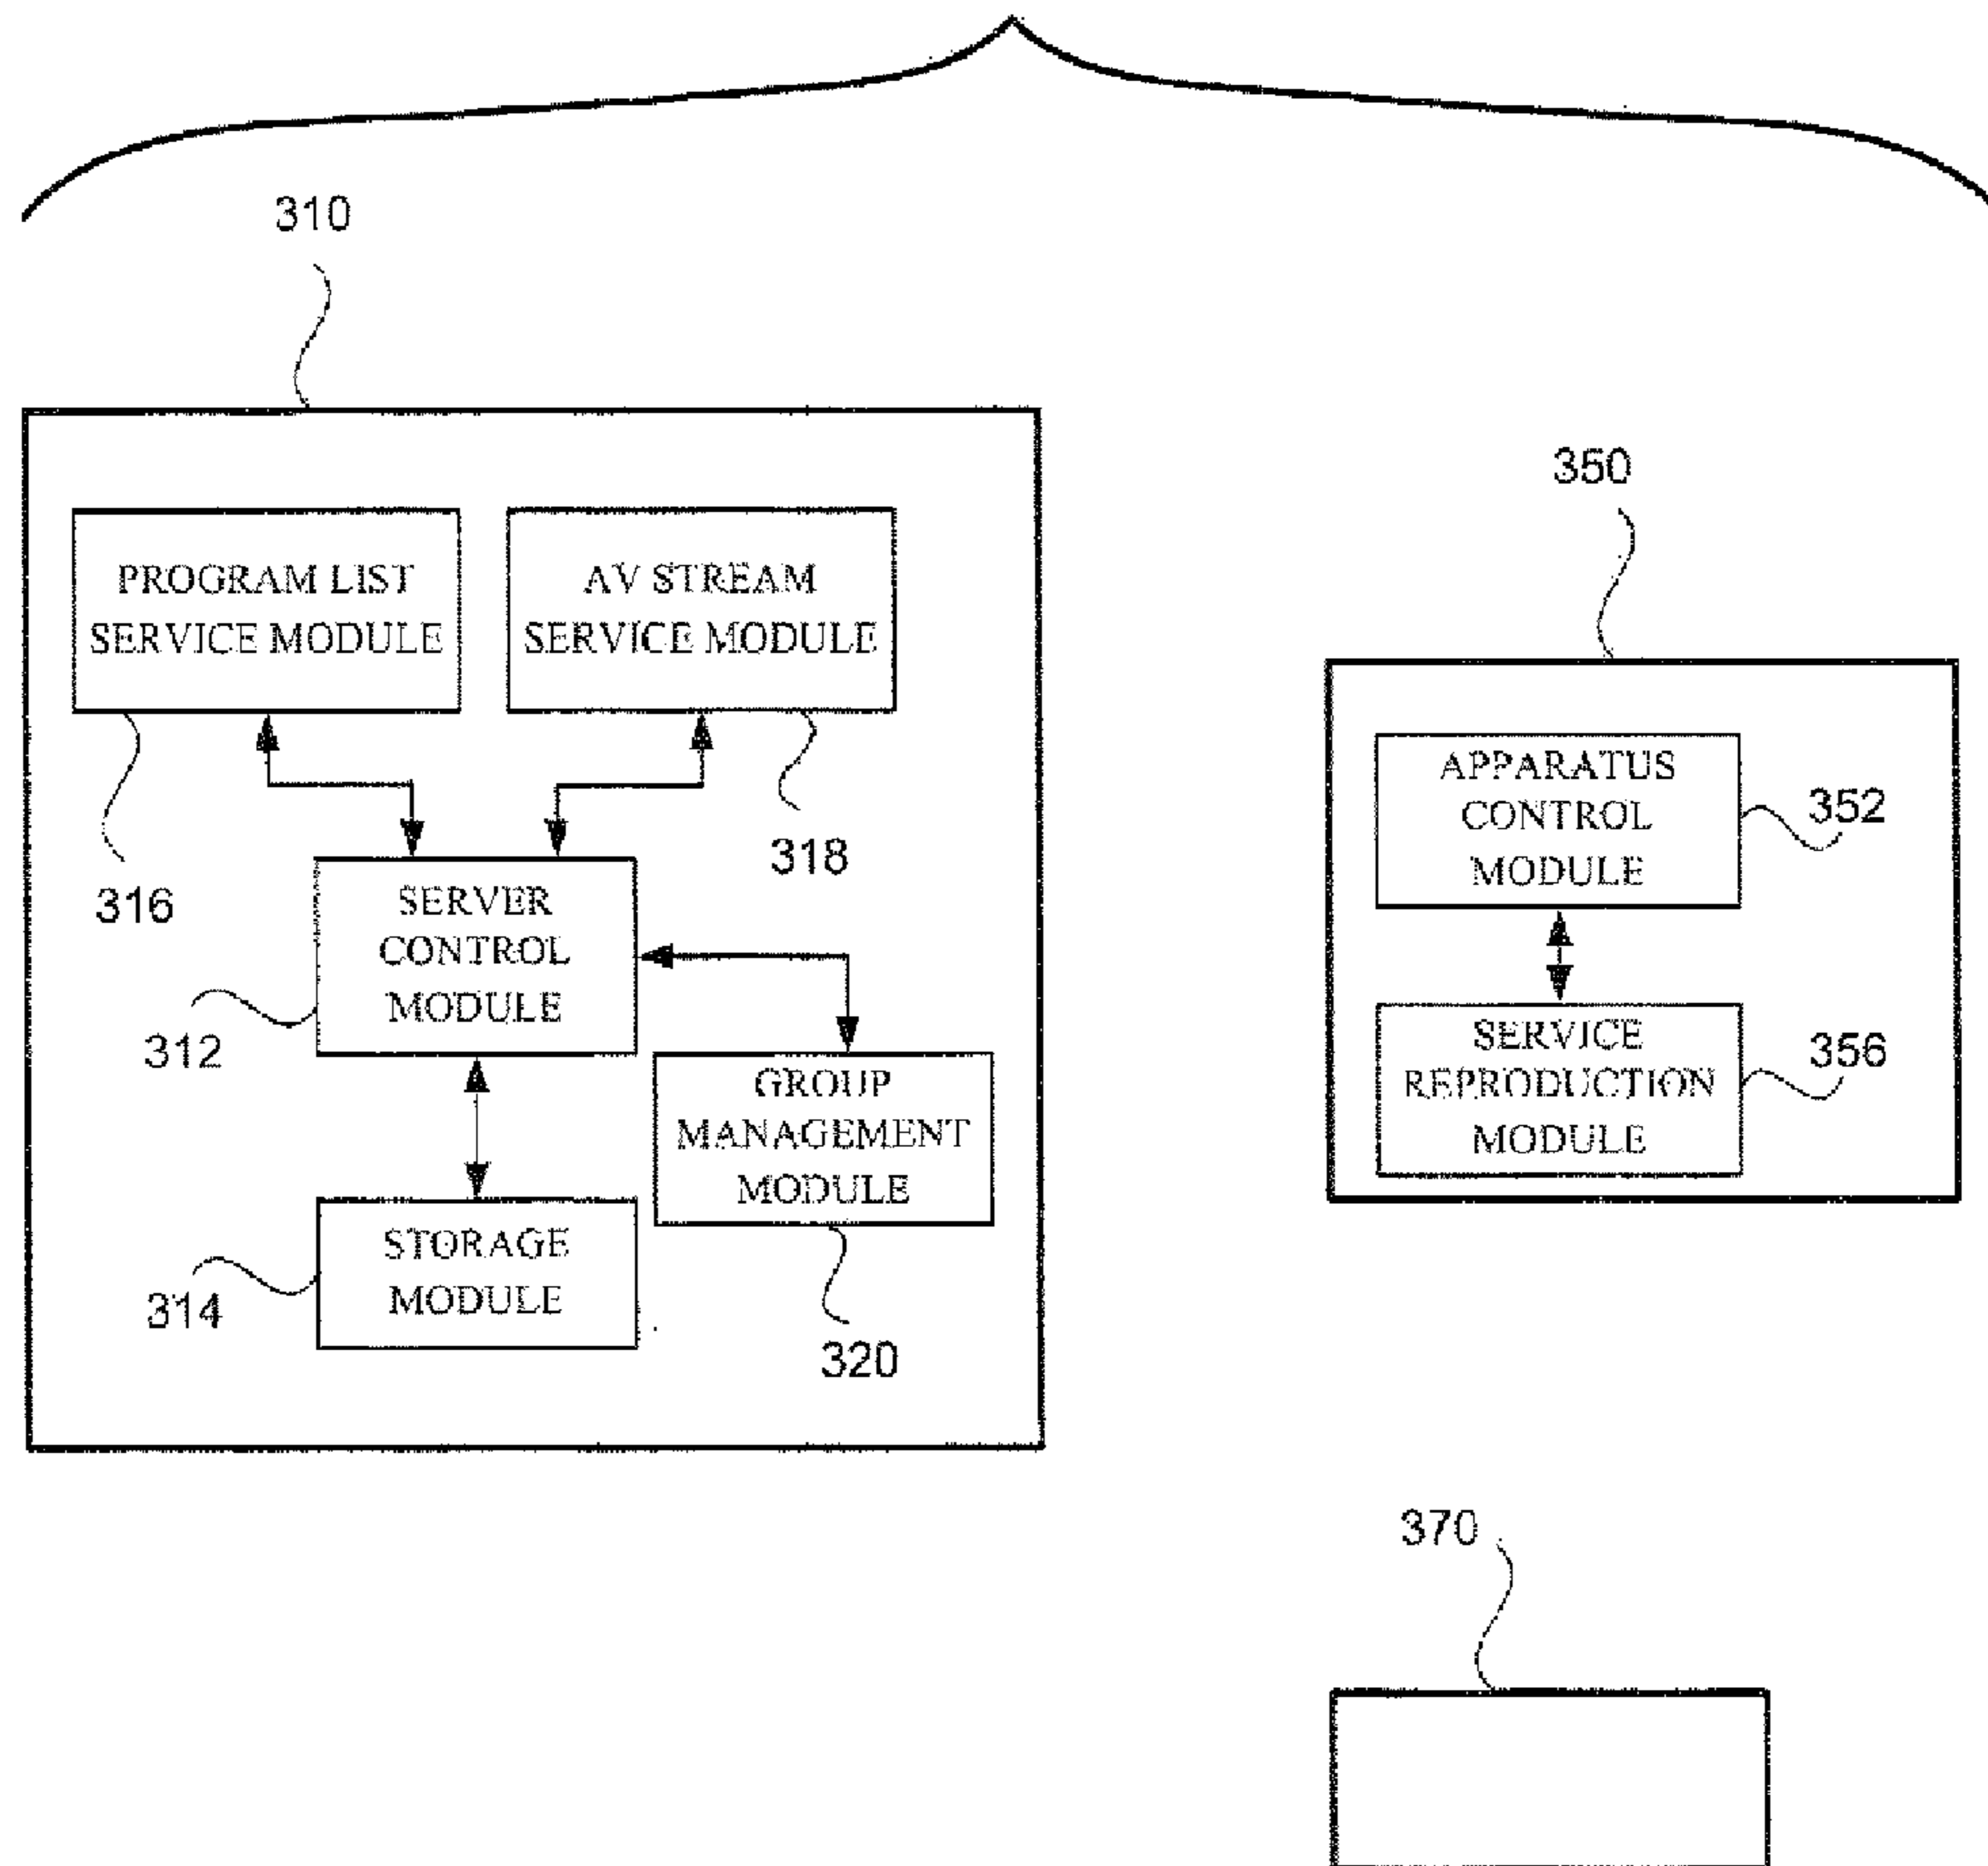 310
350
PROGRAM LIST
SERVICE MODULE
AV STREAM
SERVICE MODULE
316
318
SERVER
CONTROL
MODULE
312
GROUP
MANAGEMENT
MODULE
320
STORAGE
MODULE
314
APPARATUS
CONTROL
MODULE
352
SERVICE
REPRODUCTION
MODULE
356
370